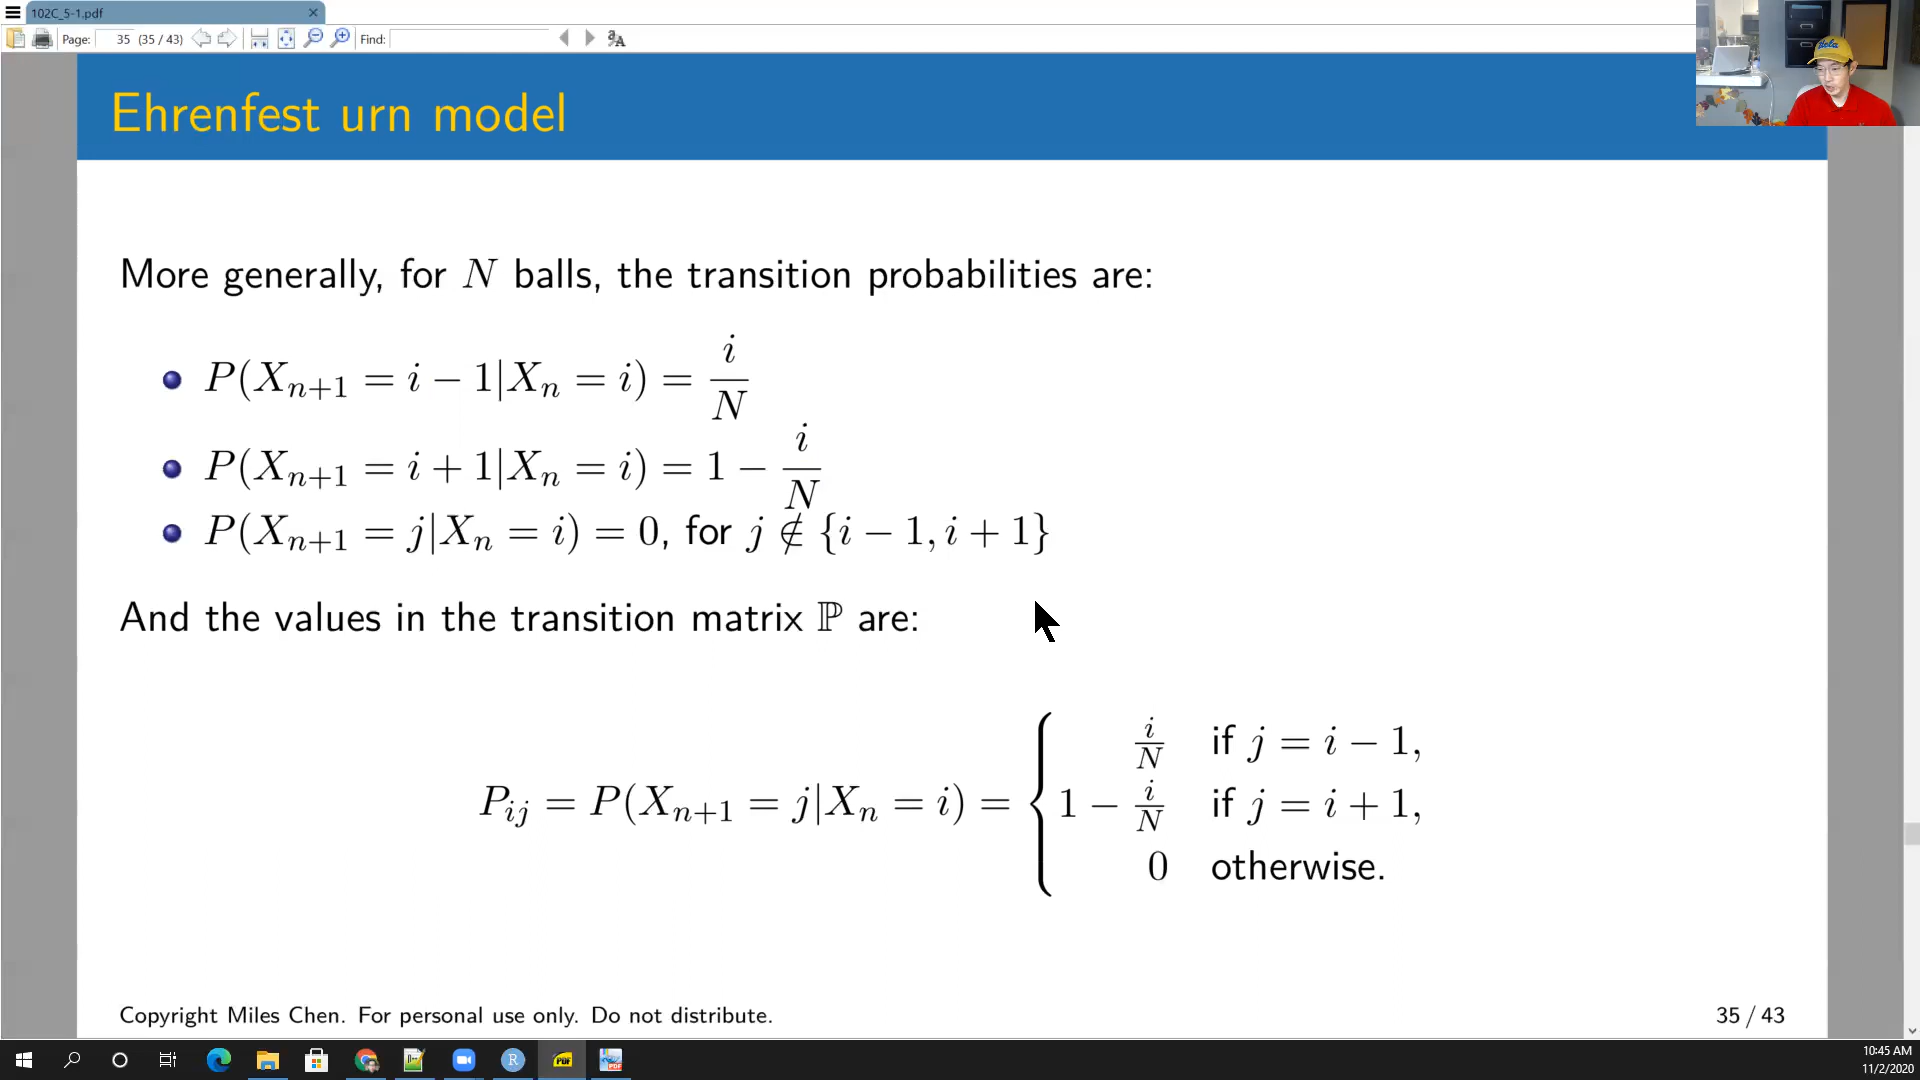 102C_5-1.pdf
Page: 35 (35 / 43) Find:
Ehrenfest urn model
More generally, for N balls, the transition probabilities are:
P(X_{n+1} = i − 1|X_n = i) = i/N
P(X_{n+1} = i + 1|X_n = i) = 1 − i/N
P(X_{n+1} = j|X_n = i) = 0, for j ∉ {i − 1, i + 1}
And the values in the transition matrix ℙ are:
P_{ij} = P(X_{n+1} = j|X_n = i) = {
i/N if j = i − 1,
1 − i/N if j = i + 1,
0 otherwise.
Copyright Miles Chen. For personal use only. Do not distribute.
35 / 43
10:45 AM
11/2/2020